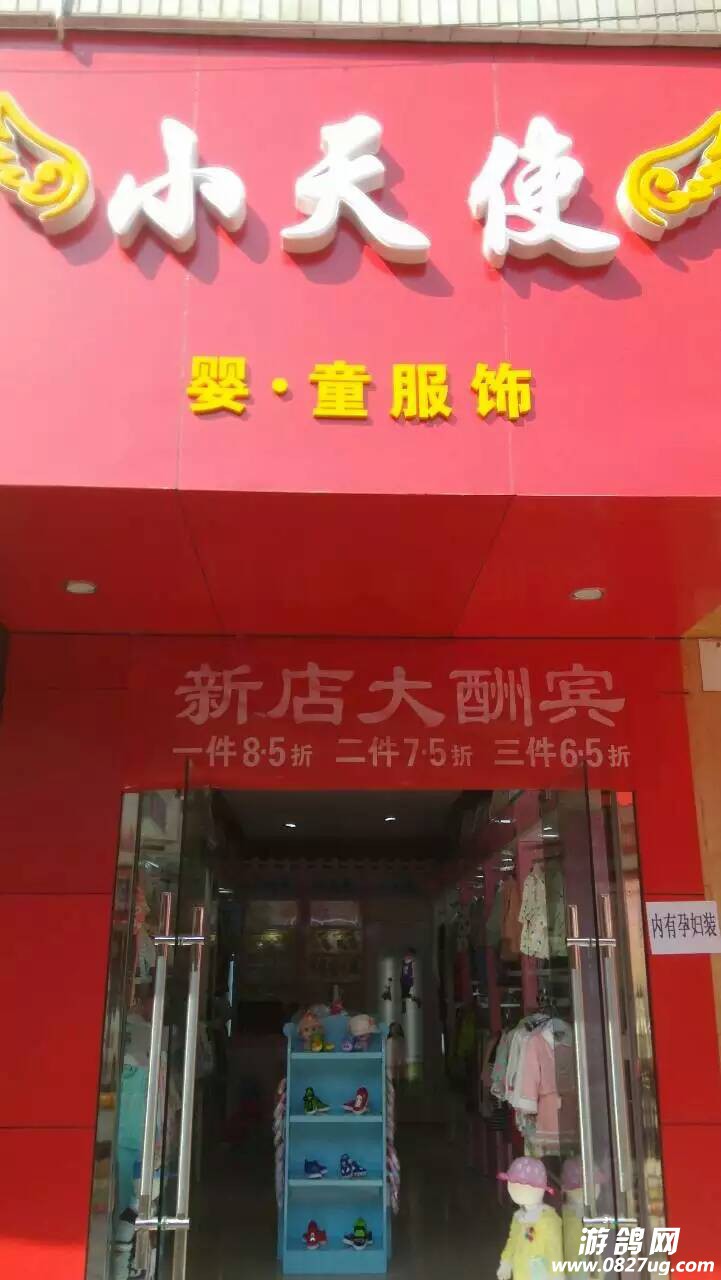 小天使
婴·童服饰
新店大酬宾
一件8·5折 二件7·5折 三件6·5折
内有孕妇装
游鸽网
www.0827ug.com